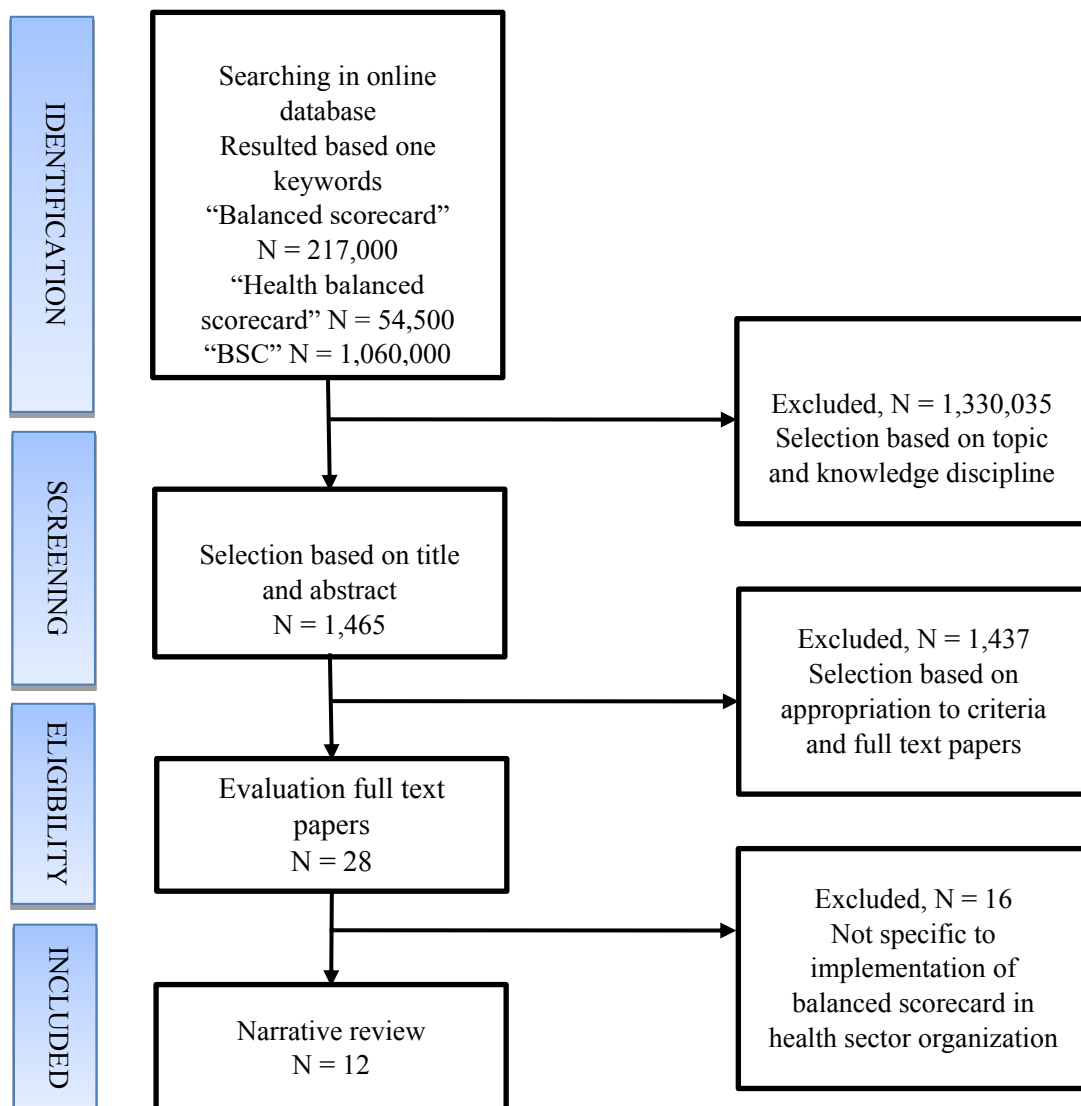 IDENTIFICATION
Searching in online
database
Resulted based one
keywords
“Balanced scorecard”
N = 217,000
“Health balanced
scorecard” N = 54,500
“BSC” N = 1,060,000
Excluded, N = 1,330,035
Selection based on topic
and knowledge discipline
SCREENING
Selection based on title
and abstract
N = 1,465
Excluded, N = 1,437
Selection based on
appropriation to criteria
and full text papers
ELIGIBILITY
Evaluation full text
papers
N = 28
Excluded, N = 16
Not specific to
implementation of
balanced scorecard in
health sector organization
INCLUDED
Narrative review
N = 12